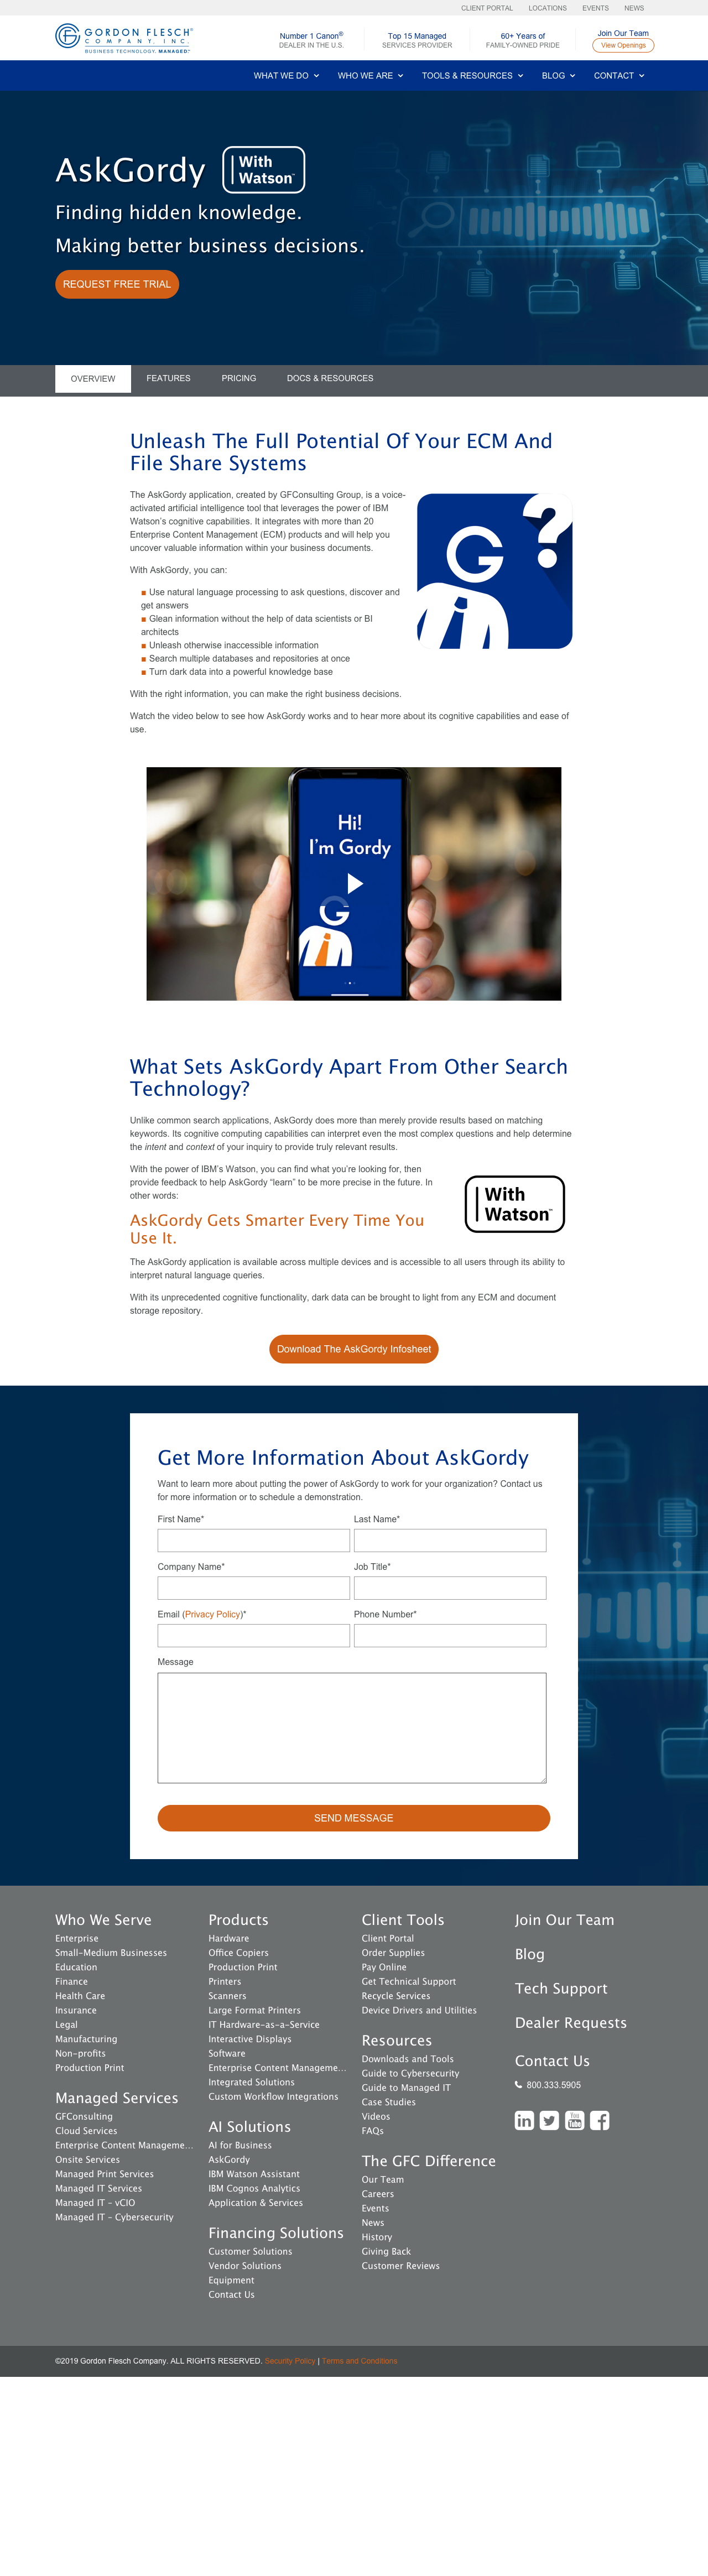 CLIENT PORTAL LOCATIONS EVENTS NEWS
GORDON FLESCH®
COMPANY, INC.
BUSINESS TECHNOLOGY. MANAGED.®
Number 1 Canon®
DEALER IN THE U.S.
Top 15 Managed
SERVICES PROVIDER
60+ Years of
FAMILY-OWNED PRIDE
Join Our Team
View Openings
WHAT WE DO WHO WE ARE TOOLS & RESOURCES BLOG CONTACT
AskGordy
With
Watson™
Finding hidden knowledge.
Making better business decisions.
REQUEST FREE TRIAL
OVERVIEW FEATURES PRICING DOCS & RESOURCES
Unleash The Full Potential Of Your ECM And
File Share Systems
The AskGordy application, created by GFConsulting Group, is a voice-
activated artificial intelligence tool that leverages the power of IBM
Watson’s cognitive capabilities. It integrates with more than 20
Enterprise Content Management (ECM) products and will help you
uncover valuable information within your business documents.
With AskGordy, you can:
■ Use natural language processing to ask questions, discover and
get answers
■ Glean information without the help of data scientists or BI
architects
■ Unleash otherwise inaccessible information
■ Search multiple databases and repositories at once
■ Turn dark data into a powerful knowledge base
With the right information, you can make the right business decisions.
Watch the video below to see how AskGordy works and to hear more about its cognitive capabilities and ease of
use.
Hi!
I’m Gordy
What Sets AskGordy Apart From Other Search
Technology?
Unlike common search applications, AskGordy does more than merely provide results based on matching
keywords. Its cognitive computing capabilities can interpret even the most complex questions and help determine
the intent and context of your inquiry to provide truly relevant results.
With the power of IBM’s Watson, you can find what you’re looking for, then
provide feedback to help AskGordy “learn” to be more precise in the future. In
other words:
With
Watson™
AskGordy Gets Smarter Every Time You
Use It.
The AskGordy application is available across multiple devices and is accessible to all users through its ability to
interpret natural language queries.
With its unprecedented cognitive functionality, dark data can be brought to light from any ECM and document
storage repository.
Download The AskGordy Infosheet
Get More Information About AskGordy
Want to learn more about putting the power of AskGordy to work for your organization? Contact us
for more information or to schedule a demonstration.
First Name* Last Name*
Company Name* Job Title*
Email (Privacy Policy)* Phone Number*
Message
SEND MESSAGE
Who We Serve
Enterprise
Small-Medium Businesses
Education
Finance
Health Care
Insurance
Legal
Manufacturing
Non-profits
Production Print
Managed Services
GFConsulting
Cloud Services
Enterprise Content Manageme…
Onsite Services
Managed Print Services
Managed IT Services
Managed IT - vCIO
Managed IT - Cybersecurity
Products
Hardware
Office Copiers
Production Print
Printers
Scanners
Large Format Printers
IT Hardware-as-a-Service
Interactive Displays
Software
Enterprise Content Manageme…
Integrated Solutions
Custom Workflow Integrations
AI Solutions
AI for Business
AskGordy
IBM Watson Assistant
IBM Cognos Analytics
Application & Services
Financing Solutions
Customer Solutions
Vendor Solutions
Equipment
Contact Us
Client Tools
Client Portal
Order Supplies
Pay Online
Get Technical Support
Recycle Services
Device Drivers and Utilities
Resources
Downloads and Tools
Guide to Cybersecurity
Guide to Managed IT
Case Studies
Videos
FAQs
The GFC Difference
Our Team
Careers
Events
News
History
Giving Back
Customer Reviews
Join Our Team
Blog
Tech Support
Dealer Requests
Contact Us
800.333.5905
in You Tube f
©2019 Gordon Flesch Company. ALL RIGHTS RESERVED. Security Policy | Terms and Conditions